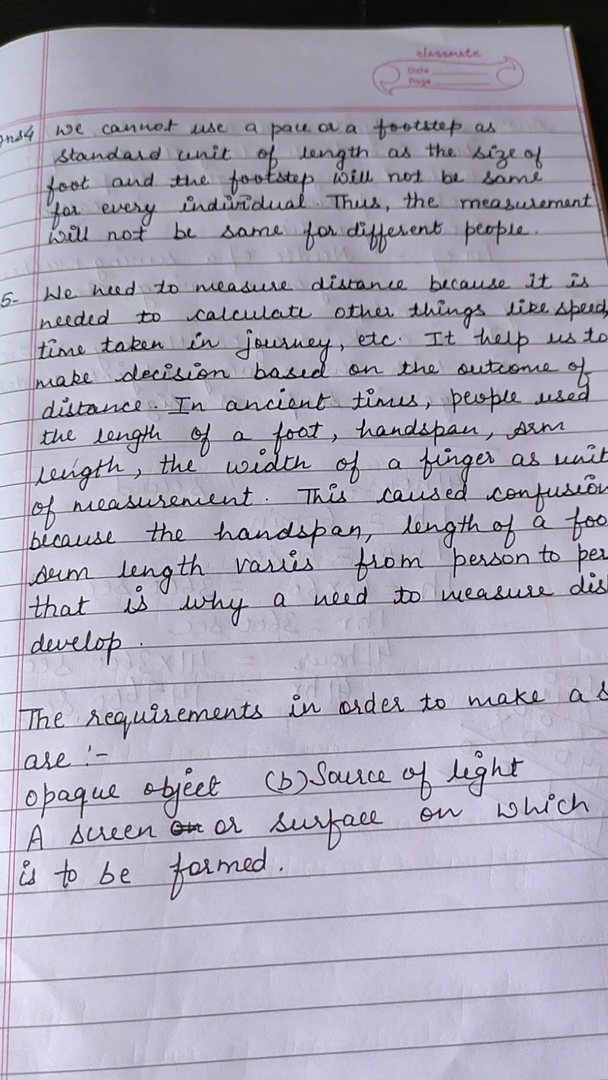 classmate
Date
Page
Ans4 We cannot use a pace or a footstep as
standard unit of length as the size of
foot and the footstep will not be same
for every individual. Thus, the measurement
will not be same for different people.
5- We need to measure distance because it is
needed to calculate other things like speed,
time taken in journey, etc. It help us to
make decision based on the outcome of
distance. In ancient times, people used
the length of a foot, handspan, arm
length, the width of a finger as unit
of measurement. This caused confusion
because the handspan, length of a foo
arm length varies from person to per
that is why a need to measure dis
develop.
The requirements in order to make a s
are :-
opaque object (b) Source of light
A screen or surface on which
is to be formed.